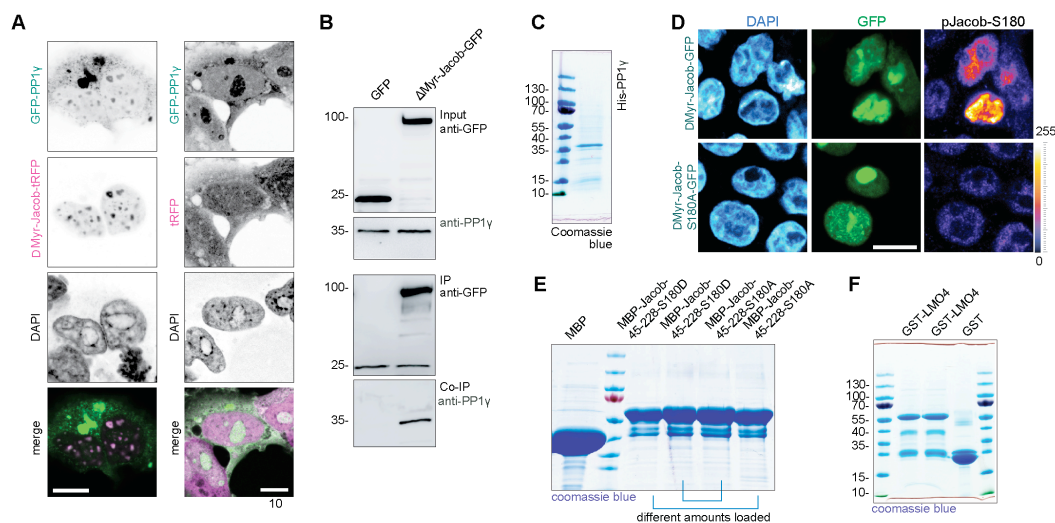 A
GFP-PP1γ
GFP-PP1γ
DMyr-Jacob-tRFP
tRFP
DAPI
DAPI
merge
merge
10
B
GFP
ΔMyr-Jacob-GFP
100-
Input
anti-GFP
25-
35-
anti-PP1γ
100-
IP
anti-GFP
25-
Co-IP
anti-PP1γ
35-
C
His-PP1γ
130-
100-
70-
55-
40-
35-
25-
15-
10-
Coomassie
blue
D
DAPI
GFP
pJacob-S180
DMyr-Jacob-GFP
DMyr-Jacob-
S180A-GFP
255
0
E
MBP
MBP-Jacob-
45-228-S180D
MBP-Jacob-
45-228-S180D
MBP-Jacob-
45-228-S180A
MBP-Jacob-
45-228-S180A
coomassie blue
different amounts loaded
F
GST-LMO4
GST-LMO4
GST
130-
100-
70-
55-
40-
35-
25-
15-
10-
coomassie blue